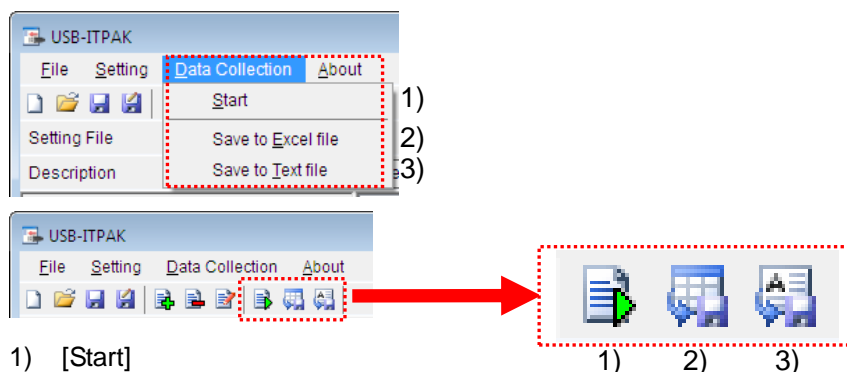 USB-ITPAK
File Setting Data Collection About
Start 1)
Setting File Save to Excel file 2)
Description Save to Text file 3)
USB-ITPAK
File Setting Data Collection About
A
1) 2) 3)
1) [Start]